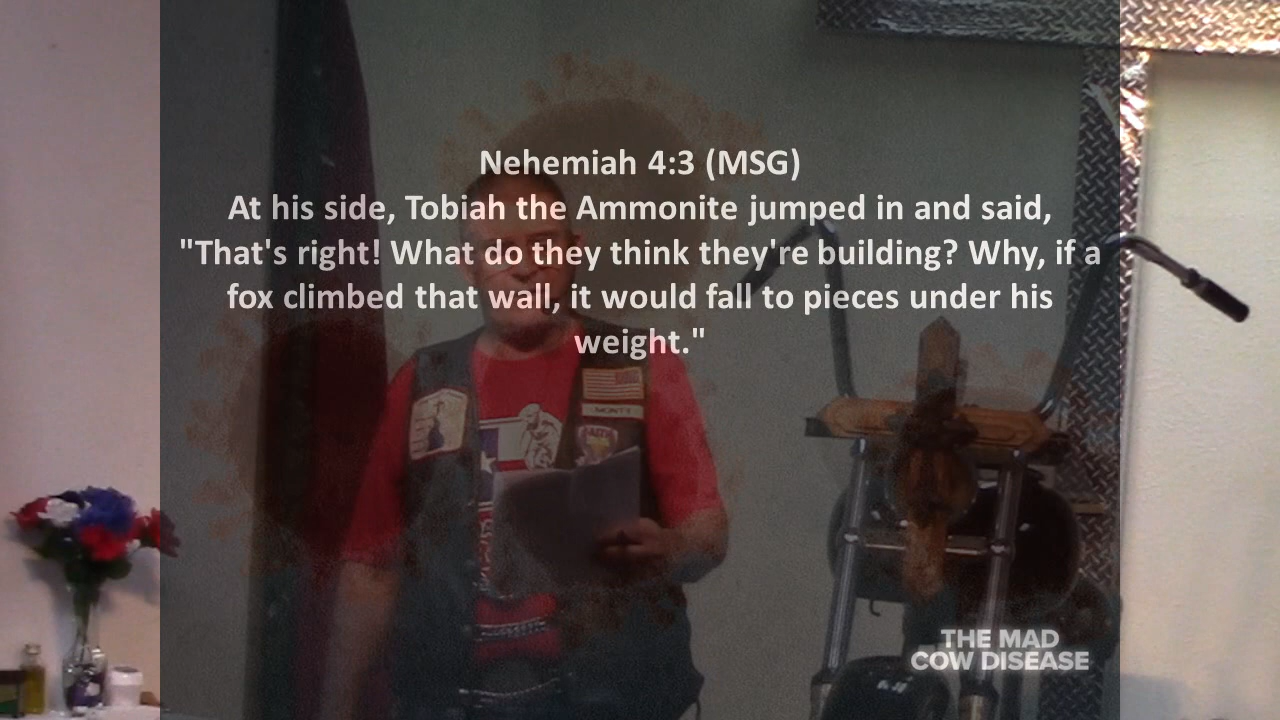 Nehemiah 4:3 (MSG)
At his side, Tobiah the Ammonite jumped in and said,
"That's right! What do they think they're building? Why, if a
fox climbed that wall, it would fall to pieces under his
weight."
MONTY
FAITH
THE MAD
COW DISEASE